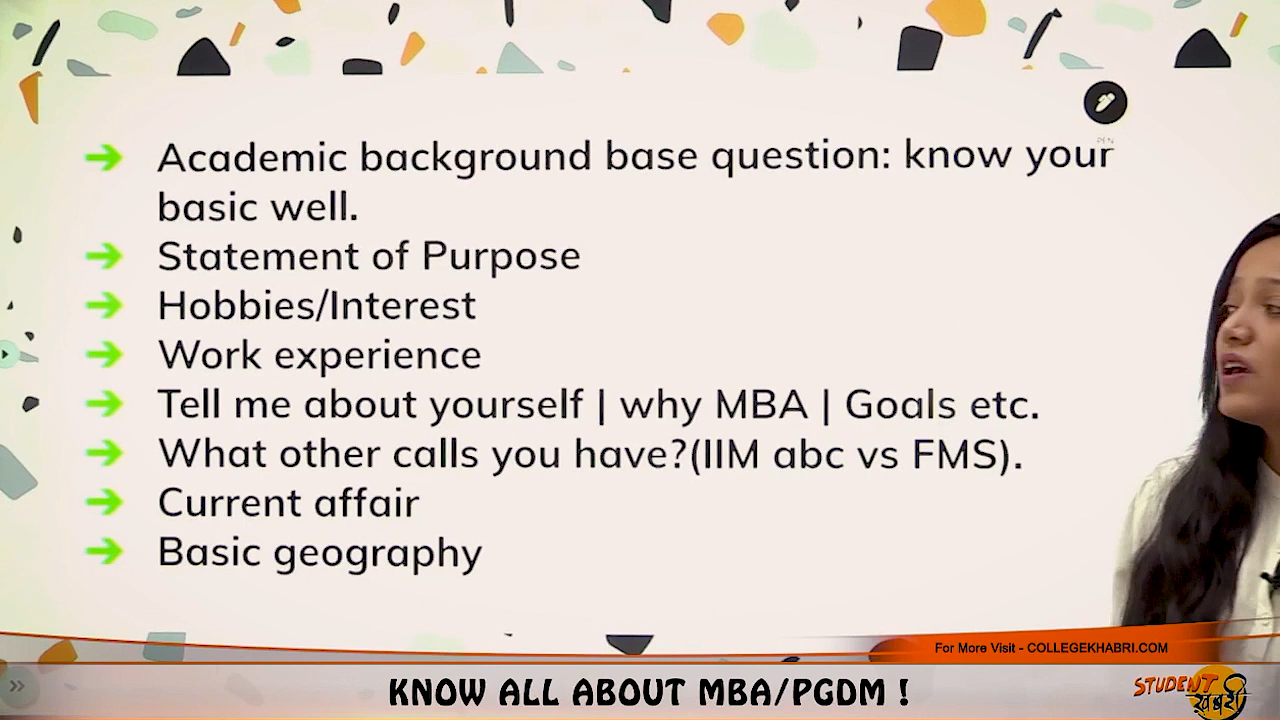 PEN
Academic background base question: know your
basic well.
Statement of Purpose
Hobbies/Interest
Work experience
Tell me about yourself | why MBA | Goals etc.
What other calls you have?(IIM abc vs FMS).
Current affair
Basic geography
For More Visit - COLLEGEKHABRI.COM
KNOW ALL ABOUT MBA/PGDM !
STUDENT
खबरी